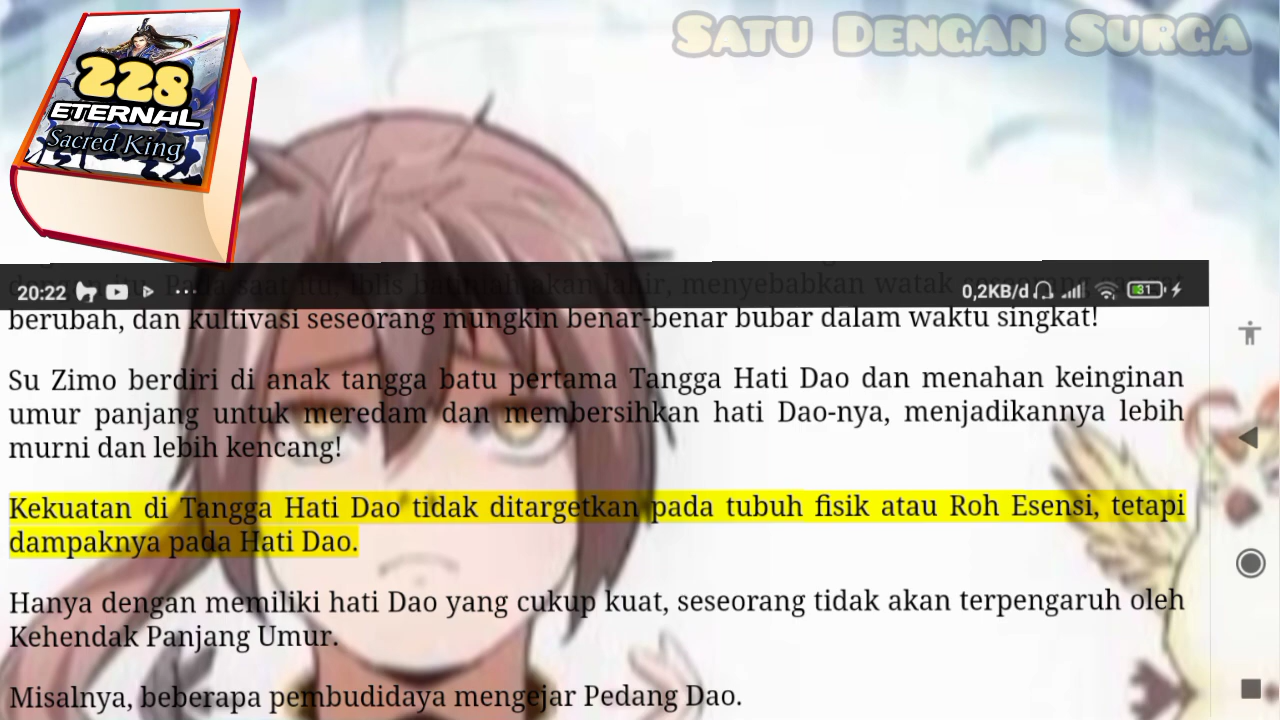 SATU DENGAN SURGA
228
ETERNAL
Sacred King
20:22 ... 0,2KB/d 31
berubah, dan kultivasi seseorang mungkin benar-benar bubar dalam waktu singkat!
Su Zimo berdiri di anak tangga batu pertama Tangga Hati Dao dan menahan keinginan
umur panjang untuk meredam dan membersihkan hati Dao-nya, menjadikannya lebih
murni dan lebih kencang!
Kekuatan di Tangga Hati Dao tidak ditargetkan pada tubuh fisik atau Roh Esensi, tetapi
dampaknya pada Hati Dao.
Hanya dengan memiliki hati Dao yang cukup kuat, seseorang tidak akan terpengaruh oleh
Kehendak Panjang Umur.
Misalnya, beberapa pembudidaya mengejar Pedang Dao.